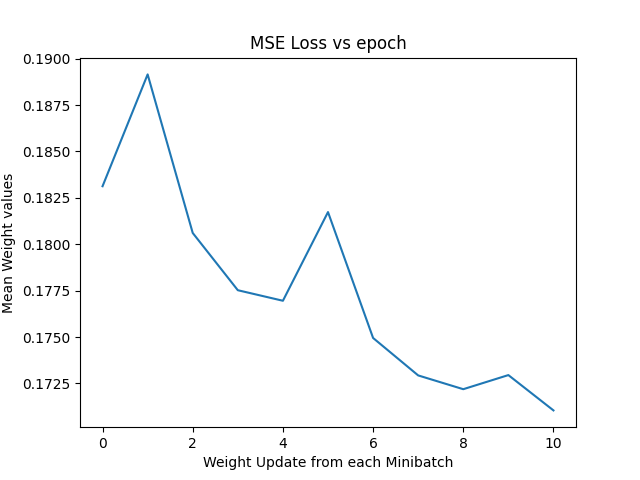 MSE Loss vs epoch
0.1900
0.1875
0.1850
0.1825
0.1800
0.1775
0.1750
0.1725
Mean Weight values
0 2 4 6 8 10
Weight Update from each Minibatch